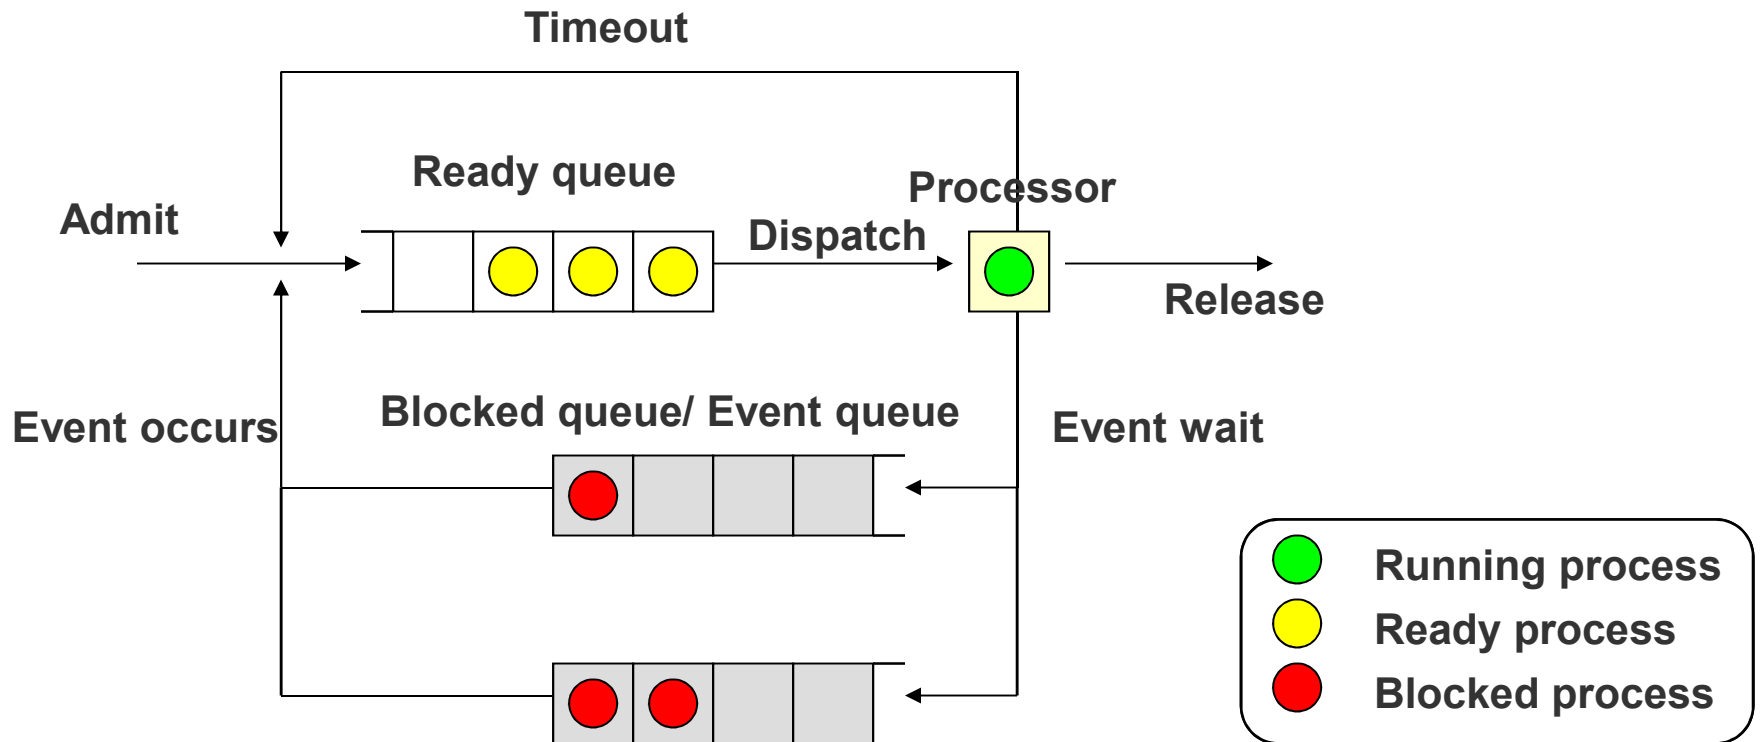 Timeout
Ready queue
Processor
Admit
Dispatch
Release
Blocked queue/ Event queue
Event occurs
Event wait
Running process
Ready process
Blocked process